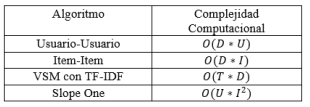 Algoritmo Complejidad Computacional
Usuario-Usuario O(D * U)
Item-Item O(D * I)
VSM con TF-IDF O(T * D)
Slope One O(U * I²)